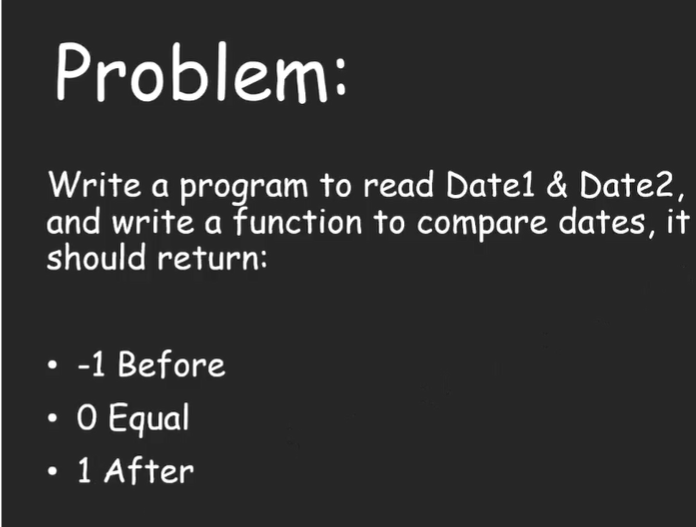 Problem:
Write a program to read Date1 & Date2,
and write a function to compare dates, it
should return:
• -1 Before
• 0 Equal
• 1 After